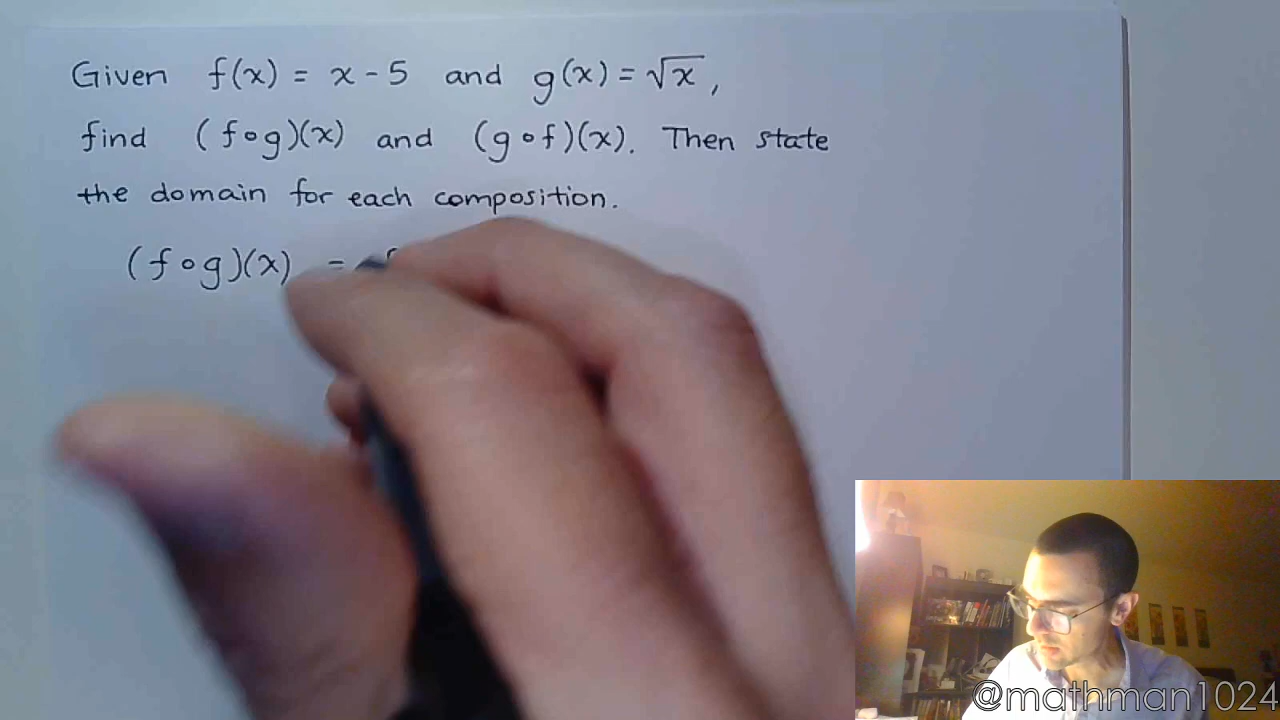 Given f(x) = x - 5 and g(x) = √x,
find (f∘g)(x) and (g∘f)(x). Then state
the domain for each composition.
(f∘g)(x) =
@mathman1024